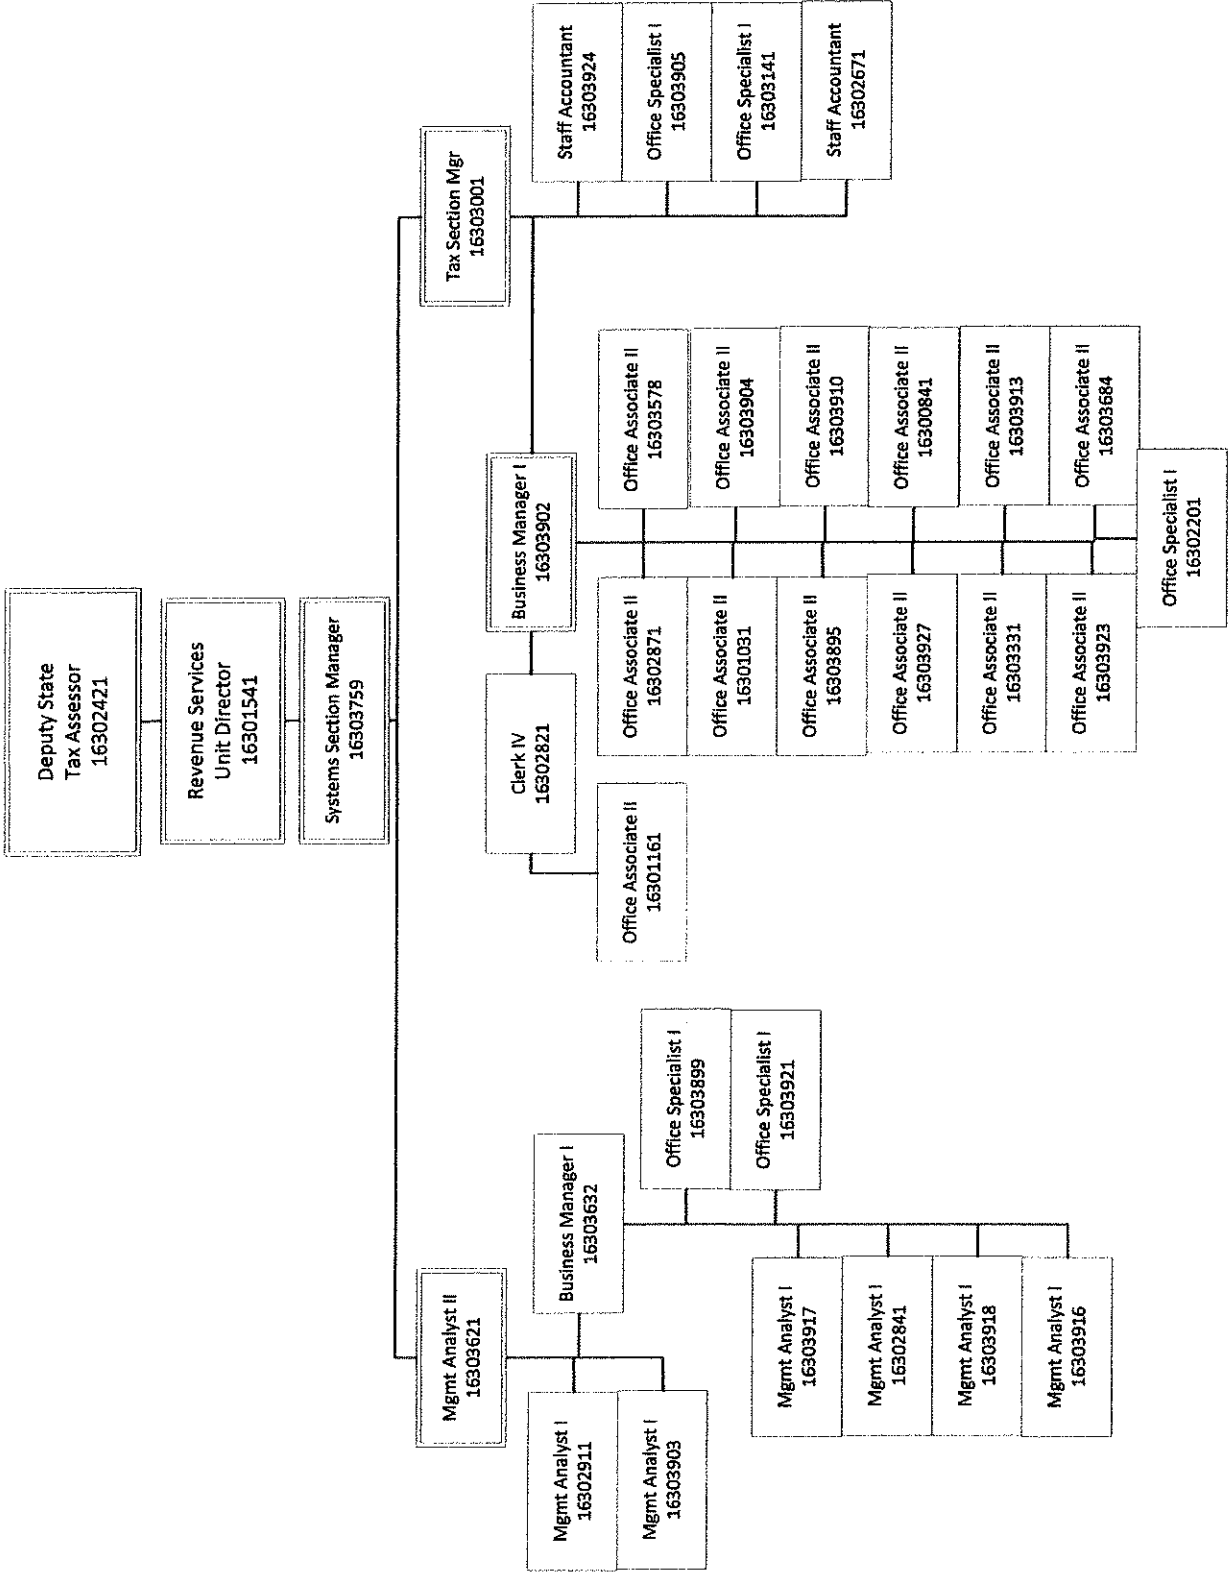 Deputy State
Tax Assessor
16302421
Revenue Services
Unit Director
16301541
Systems Section Manager
16303759
Mgmt Analyst II
16303621
Tax Section Mgr
16303001
Mgmt Analyst I
16302911
Mgmt Analyst I
16303903
Business Manager I
16303632
Office Specialist I
16303899
Office Specialist I
16303921
Mgmt Analyst I
16303917
Mgmt Analyst I
16302841
Mgmt Analyst I
16303918
Mgmt Analyst I
16303916
Clerk IV
16302821
Office Associate II
16301161
Business Manager I
16303902
Office Associate II
16302871
Office Associate II
16303578
Office Associate II
16301031
Office Associate II
16303904
Office Associate II
16303895
Office Associate II
16303910
Office Associate II
16303927
Office Associate II
16300841
Office Associate II
16303331
Office Associate II
16303913
Office Associate II
16303923
Office Associate II
16303684
Office Specialist I
16302201
Staff Accountant
16303924
Office Specialist I
16303905
Office Specialist I
16303141
Staff Accountant
16302671